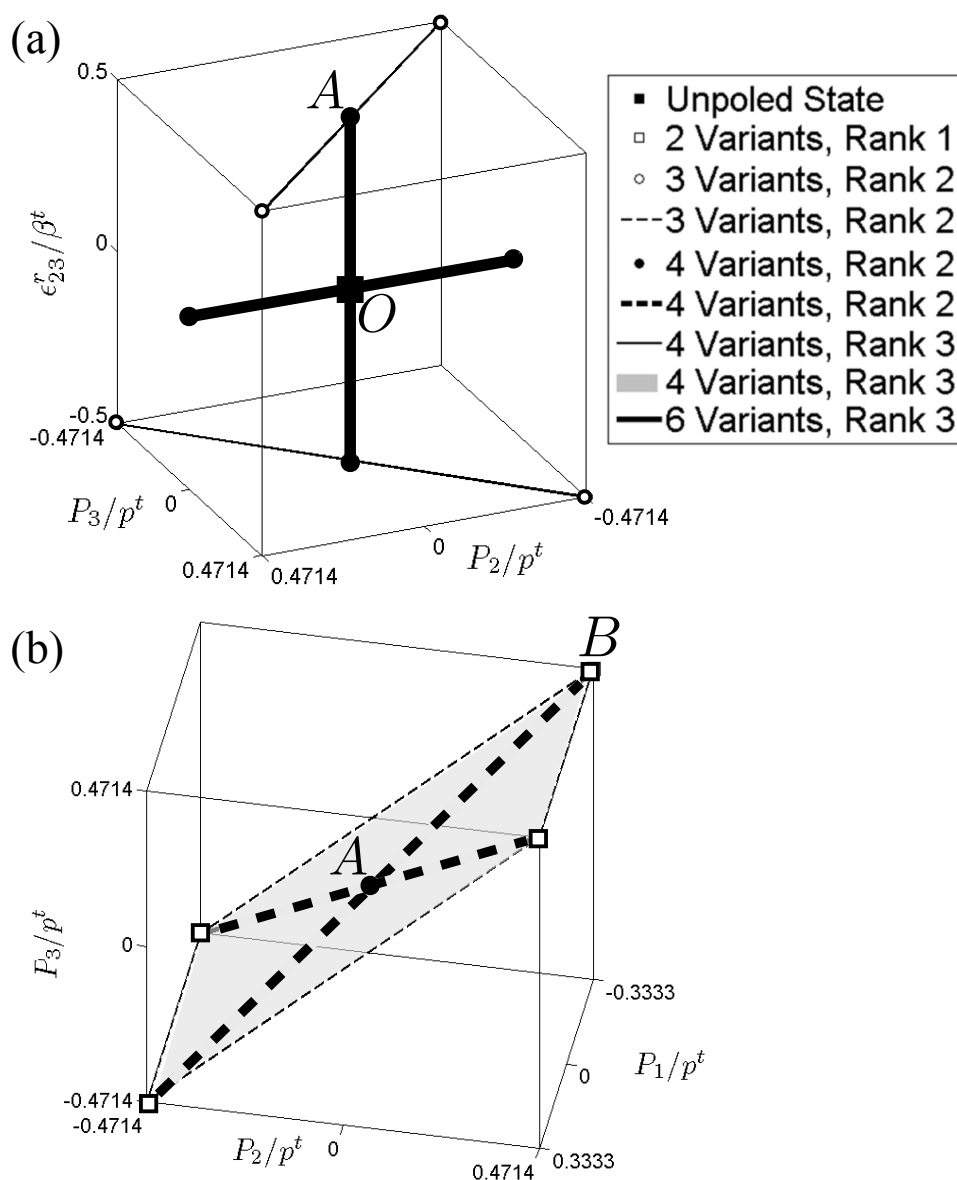 (a)
0.5
A
ϵ^r_{23}/β^t
0
O
-0.5
-0.4714
P_3/p^t
0
0.4714
0.4714
0
P_2/p^t
-0.4714
Unpoled State
2 Variants, Rank 1
3 Variants, Rank 2
3 Variants, Rank 2
4 Variants, Rank 2
4 Variants, Rank 2
4 Variants, Rank 3
4 Variants, Rank 3
6 Variants, Rank 3
(b)
B
0.4714
A
P_3/p^t
0
-0.4714
-0.4714
P_2/p^t
0
0.4714
0.3333
0
P_1/p^t
-0.3333